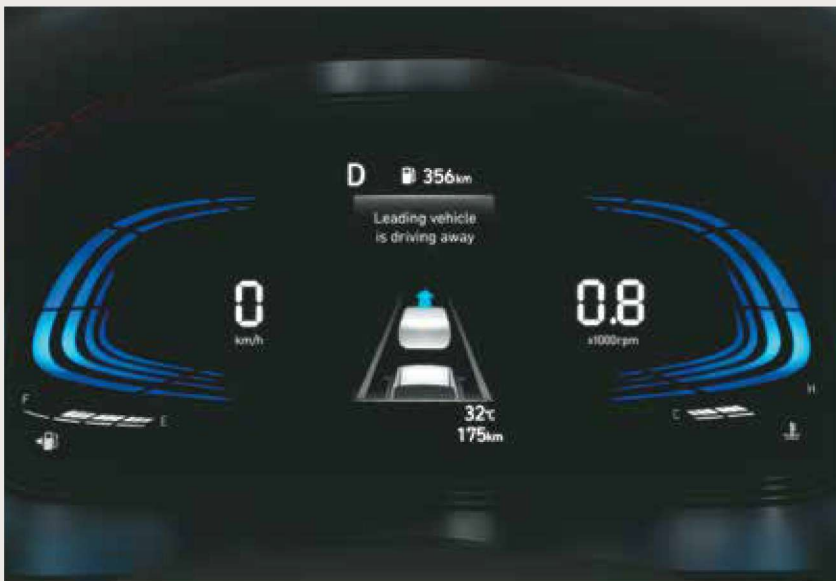 D 356km
Leading vehicle
is driving away
0
km/h
0.8
x1000rpm
F
E
C
H
32℃
175km